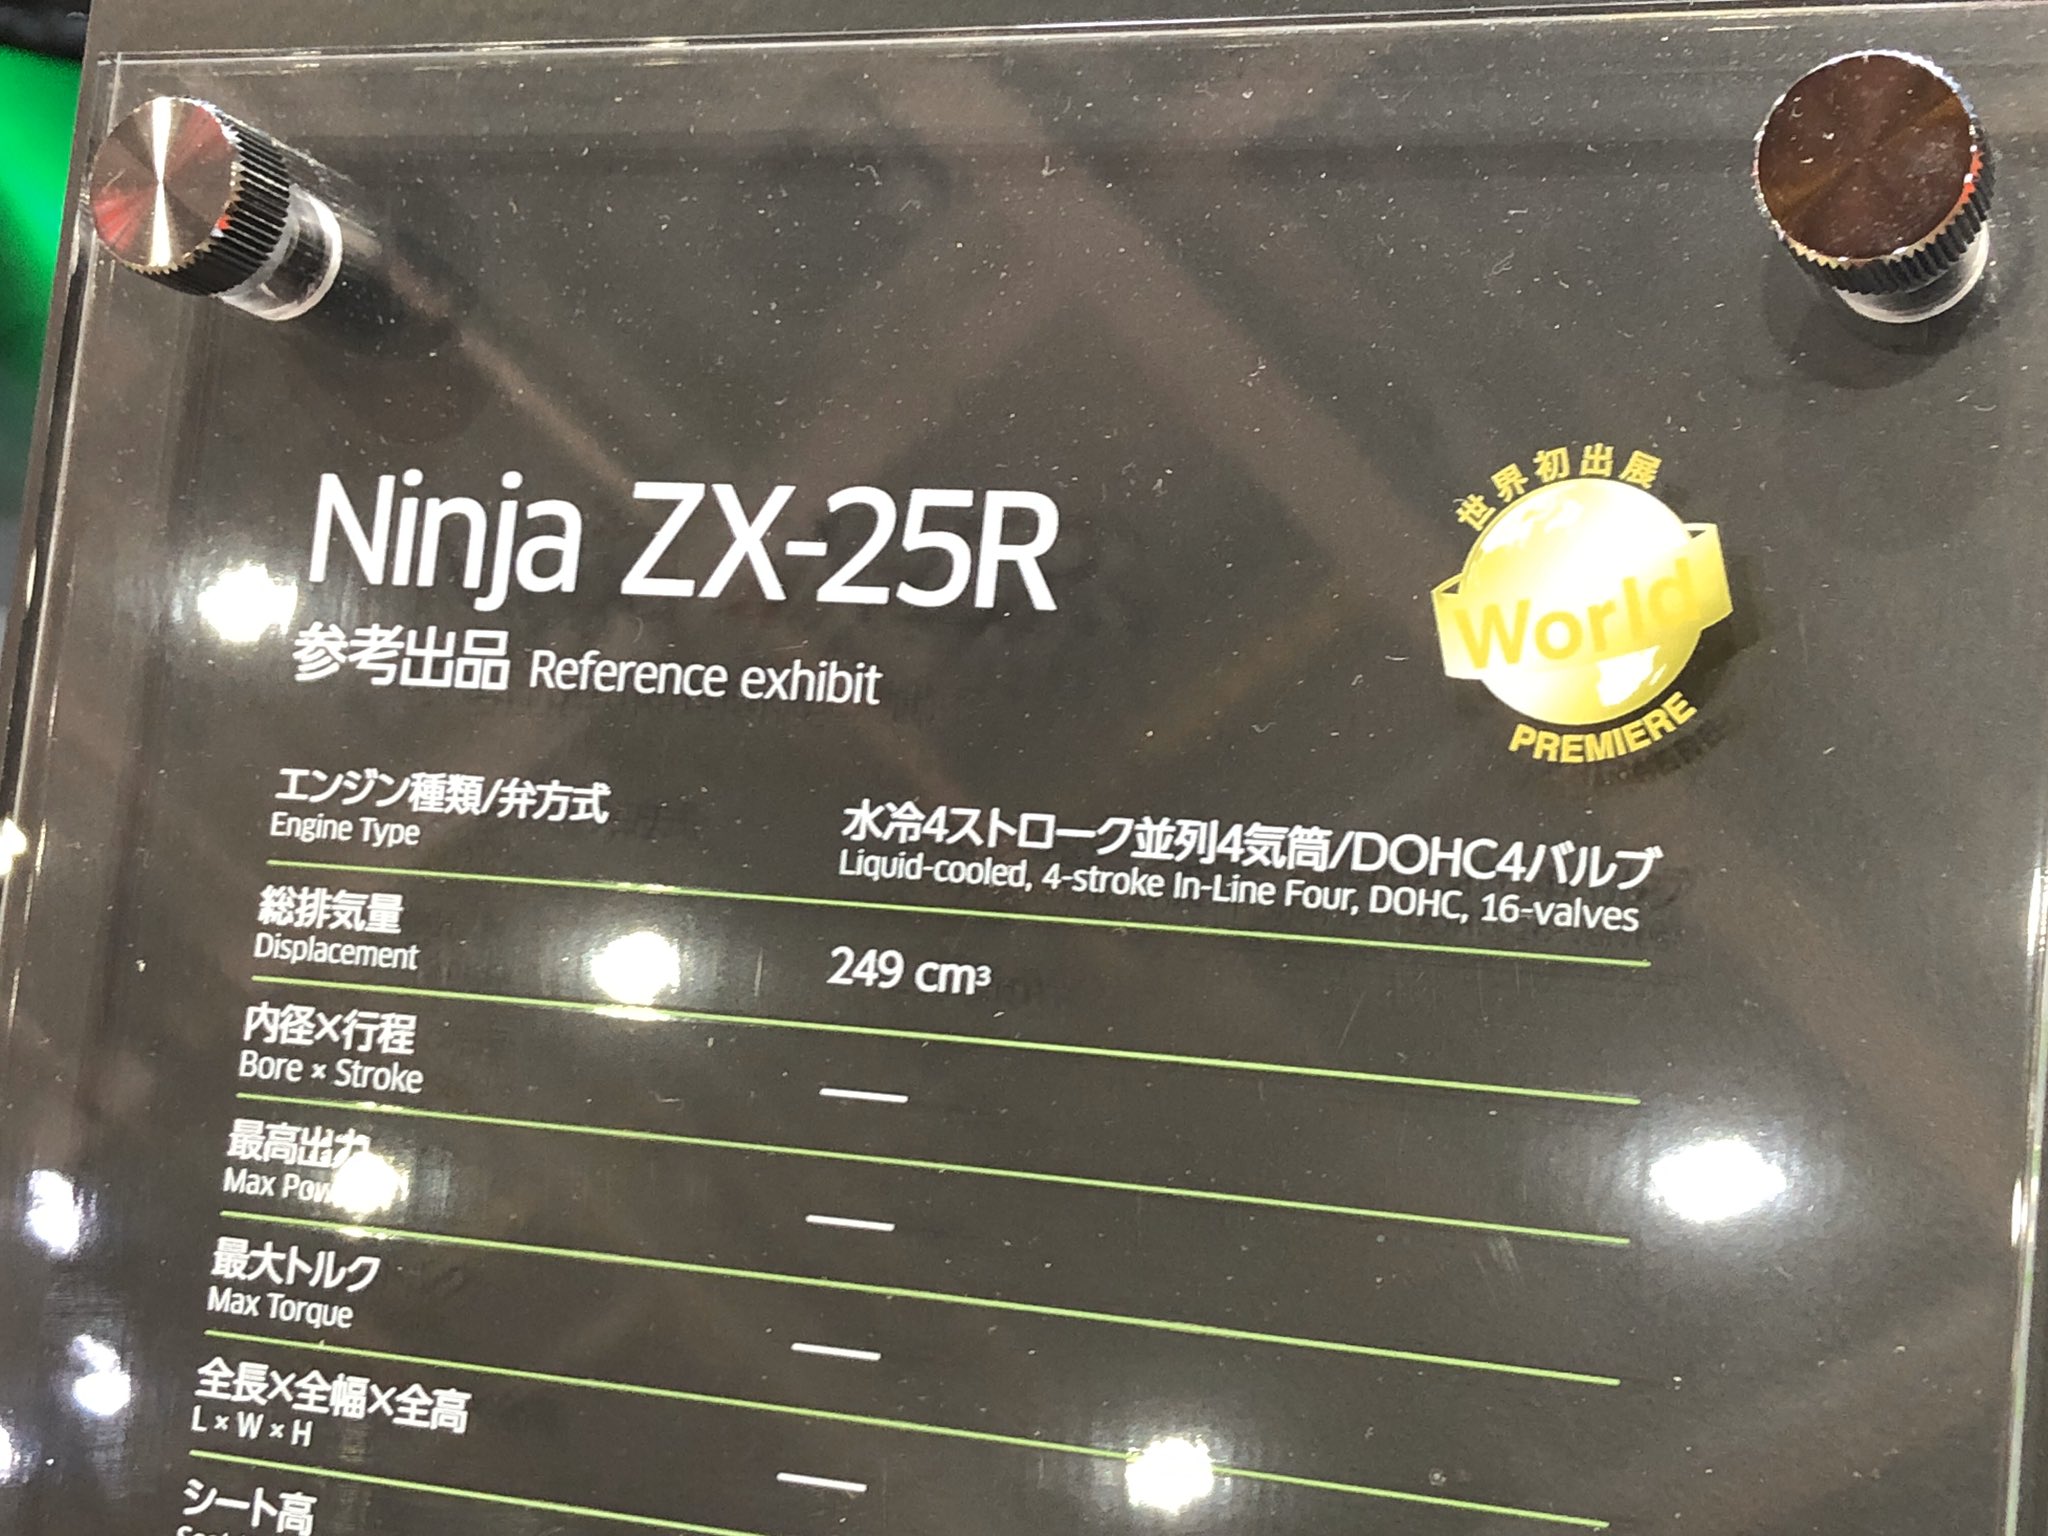 Ninja ZX-25R
参考出品 Reference exhibit
世界初出展
World
PREMIERE
エンジン種類/弁方式
Engine Type
水冷4ストローク並列4気筒/DOHC4バルブ
Liquid-cooled, 4-stroke In-Line Four, DOHC, 16-valves
総排気量
Displacement
249 cm³
内径×行程
Bore × Stroke
—
最高出力
Max
—
最大トルク
Max Torque
—
全長×全幅×全高
L × W × H
—
シート高